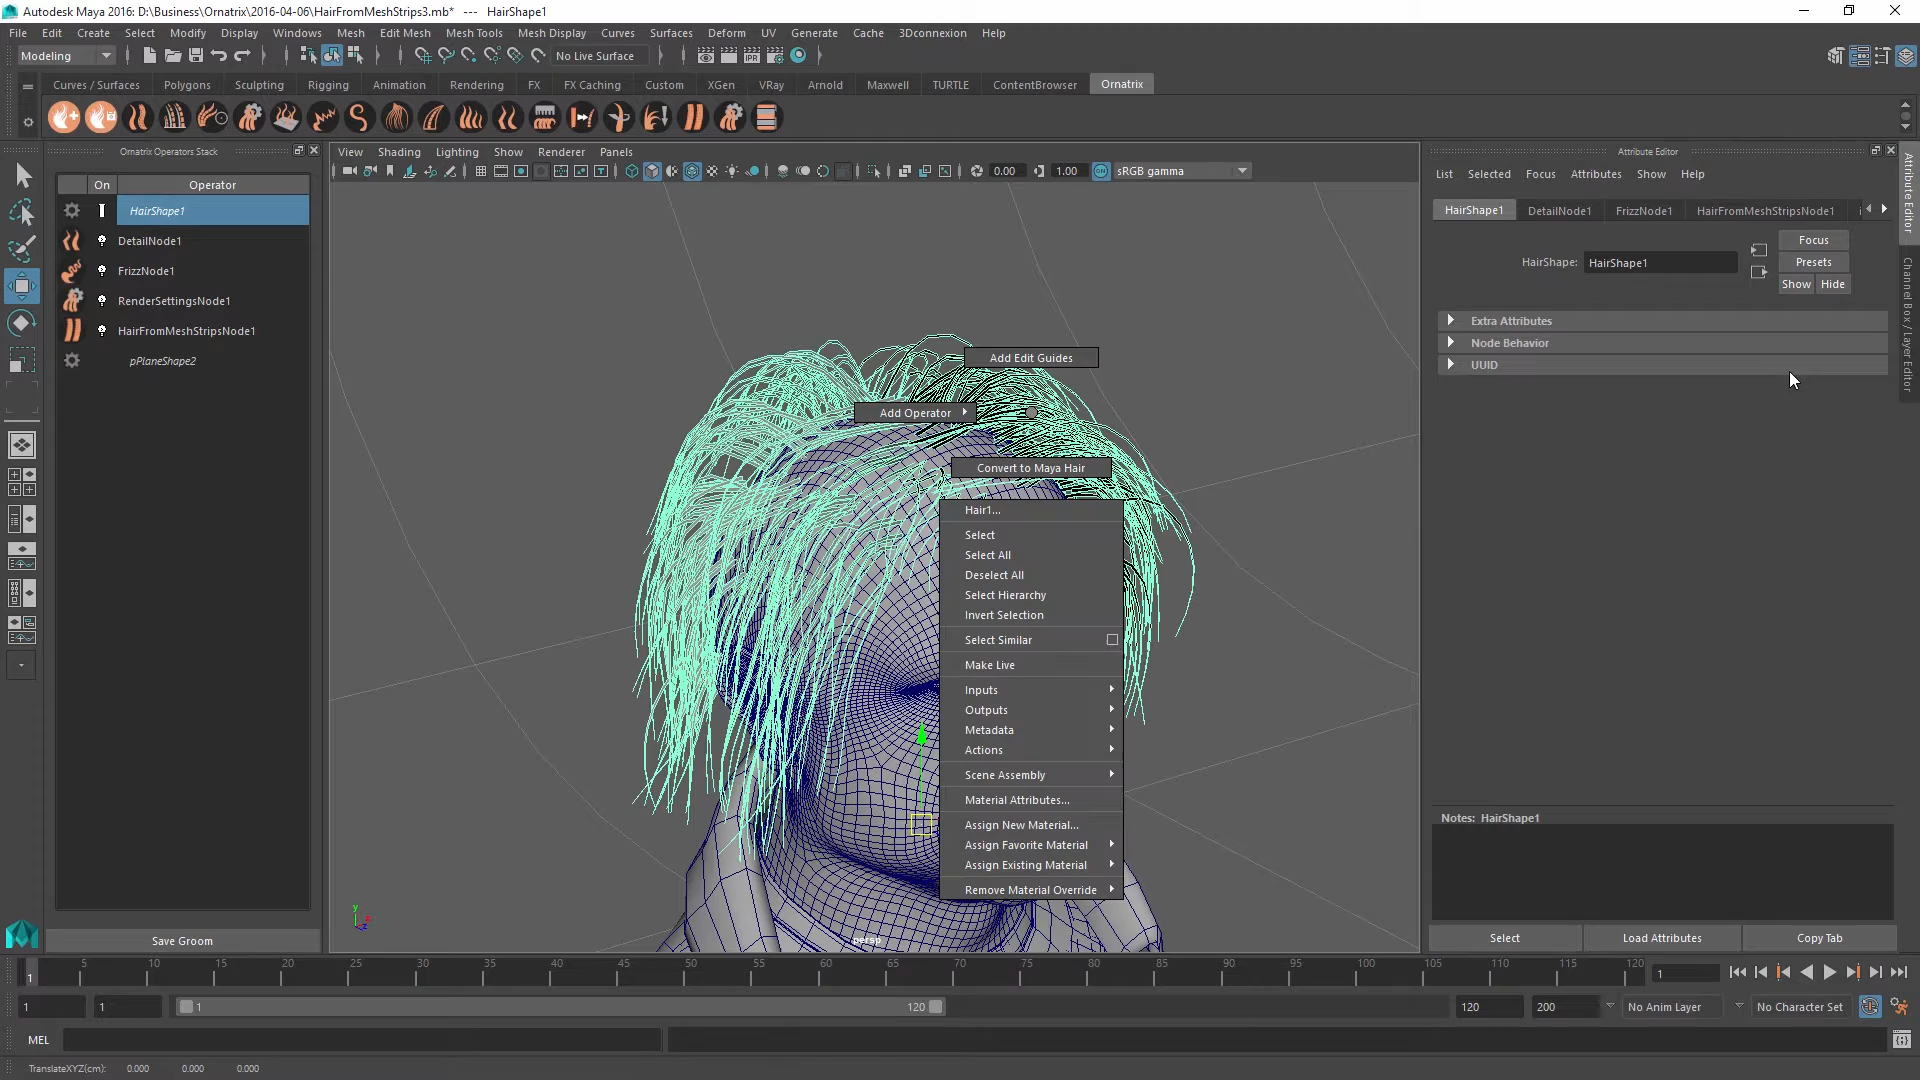 Autodesk Maya 2016: D:\Business\Ornatrix\2016-04-06\HairFromMeshStrips3.mb* --- HairShape1
File Edit Create Select Modify Display Windows Mesh Edit Mesh Mesh Tools Mesh Display Curves Surfaces Deform UV Generate Cache 3Dconnexion Help
Modeling
No Live Surface
Curves / Surfaces Polygons Sculpting Rigging Animation Rendering FX FX Caching Custom XGen VRay Arnold Maxwell TURTLE ContentBrowser Ornatrix
Ornatrix Operators Stack
On Operator
HairShape1
DetailNode1
FrizzNode1
RenderSettingsNode1
HairFromMeshStripsNode1
pPlaneShape2
Save Groom
View Shading Lighting Show Renderer Panels
0.00 1.00 ON sRGB gamma
Add Edit Guides
Add Operator
Convert to Maya Hair
Hair1...
Select
Select All
Deselect All
Select Hierarchy
Invert Selection
Select Similar
Make Live
Inputs
Outputs
Metadata
Actions
Scene Assembly
Material Attributes...
Assign New Material...
Assign Favorite Material
Assign Existing Material
Remove Material Override
persp
y
x
z
Attribute Editor
List Selected Focus Attributes Show Help
HairShape1 DetailNode1 FrizzNode1 HairFromMeshStripsNode1
HairShape: HairShape1
Focus
Presets
Show Hide
Extra Attributes
Node Behavior
UUID
Notes: HairShape1
Select Load Attributes Copy Tab
Attribute Editor
Channel Box / Layer Editor
1 5 10 15 20 25 30 35 40 45 50 55 60 65 70 75 80 85 90 95 100 105 110 115 120
1
1 1 1 120 120 200 No Anim Layer No Character Set
MEL
TranslateXYZ(cm): 0.000 0.000 0.000